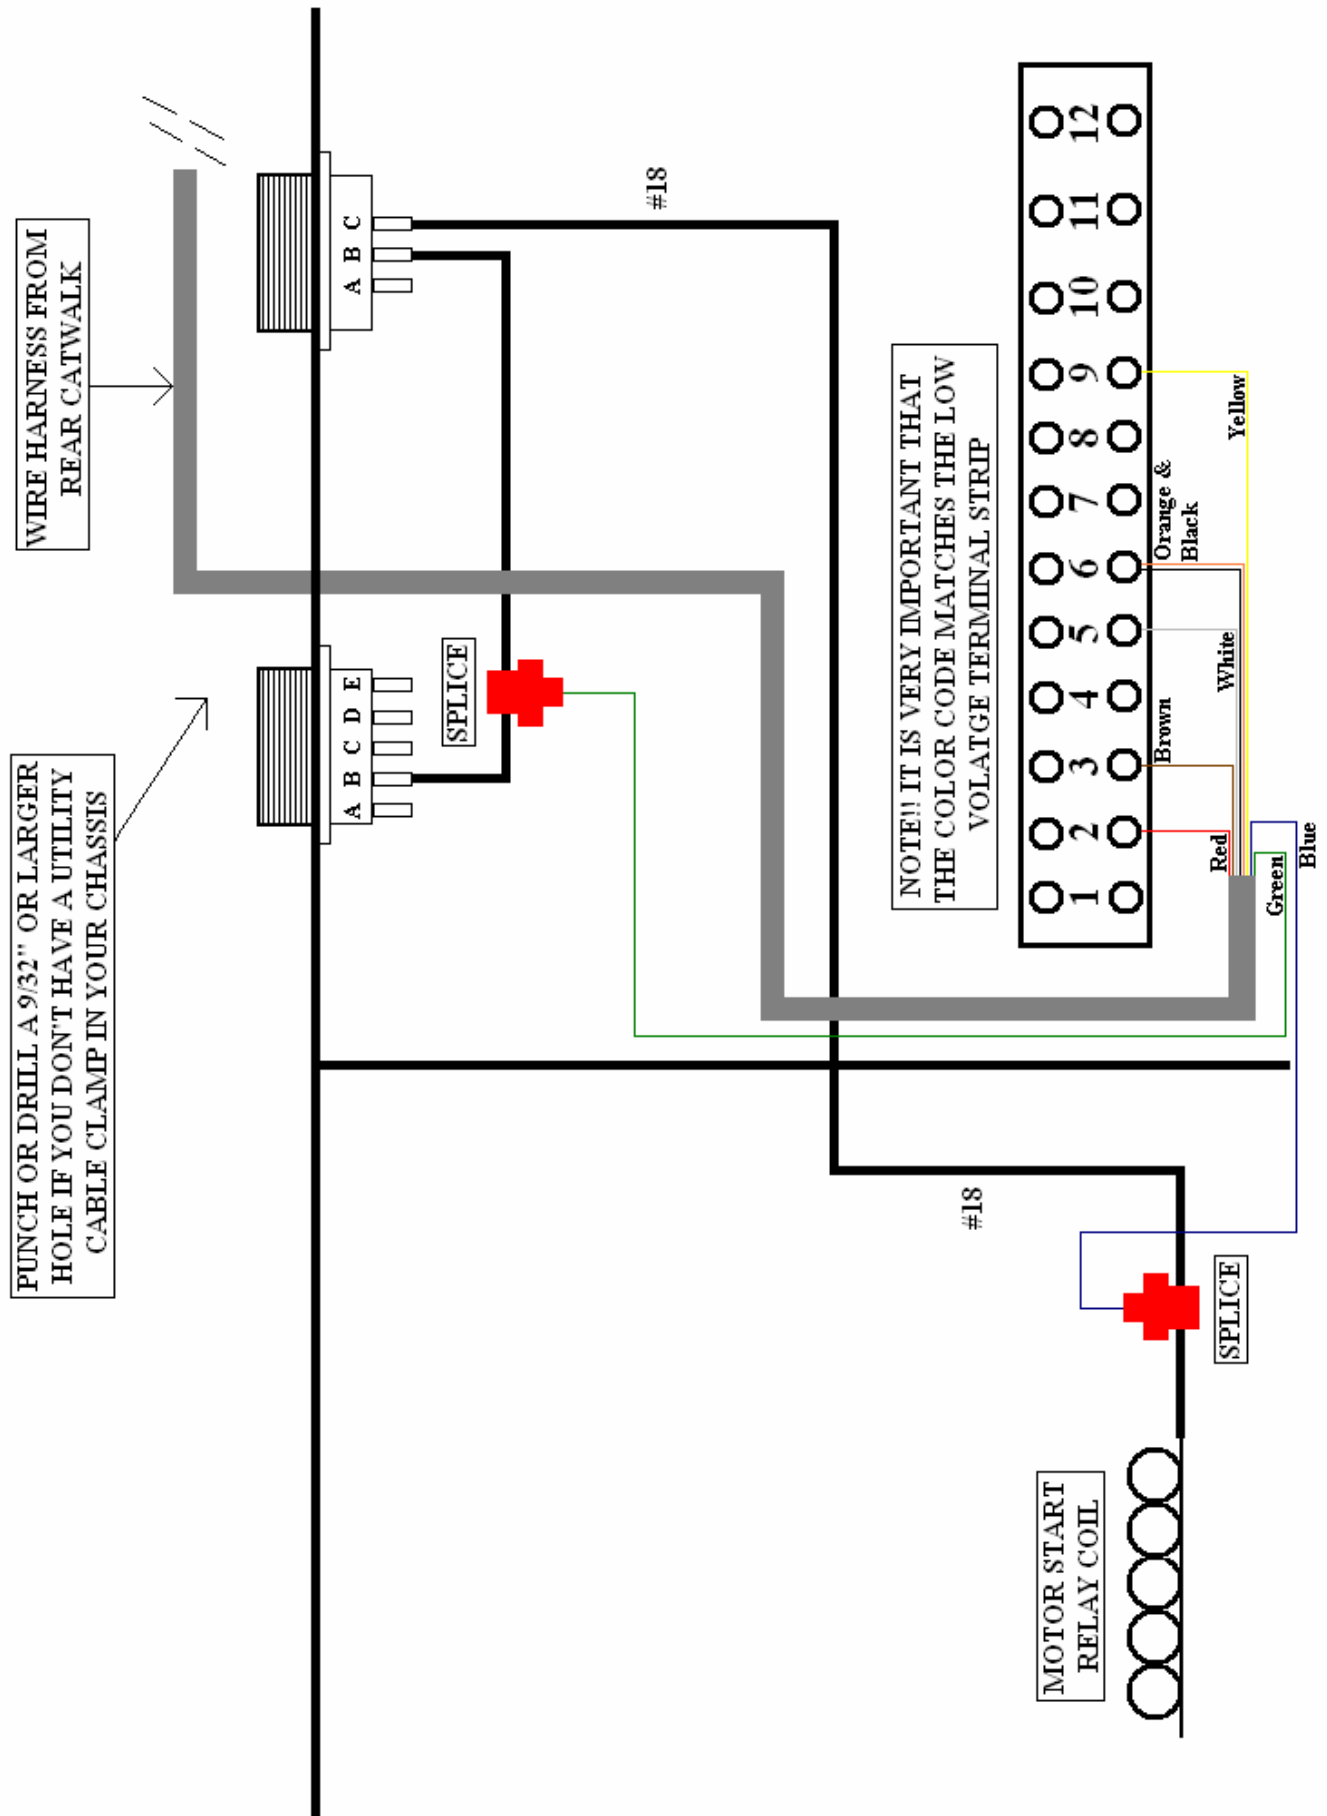 PUNCH OR DRILL A 9/32" OR LARGER
HOLE IF YOU DON'T HAVE A UTILITY
CABLE CLAMP IN YOUR CHASSIS
WIRE HARNESS FROM
REAR CATWALK
A B C D E
A B C
SPLICE
#18
NOTE!! IT IS VERY IMPORTANT THAT
THE COLOR CODE MATCHES THE LOW
VOLATGE TERMINAL STRIP
#18
MOTOR START
RELAY COIL
1 2 3 4 5 6 7 8 9 10 11 12
Brown
Orange &
Black
Red
White
Yellow
SPLICE
Green
Blue